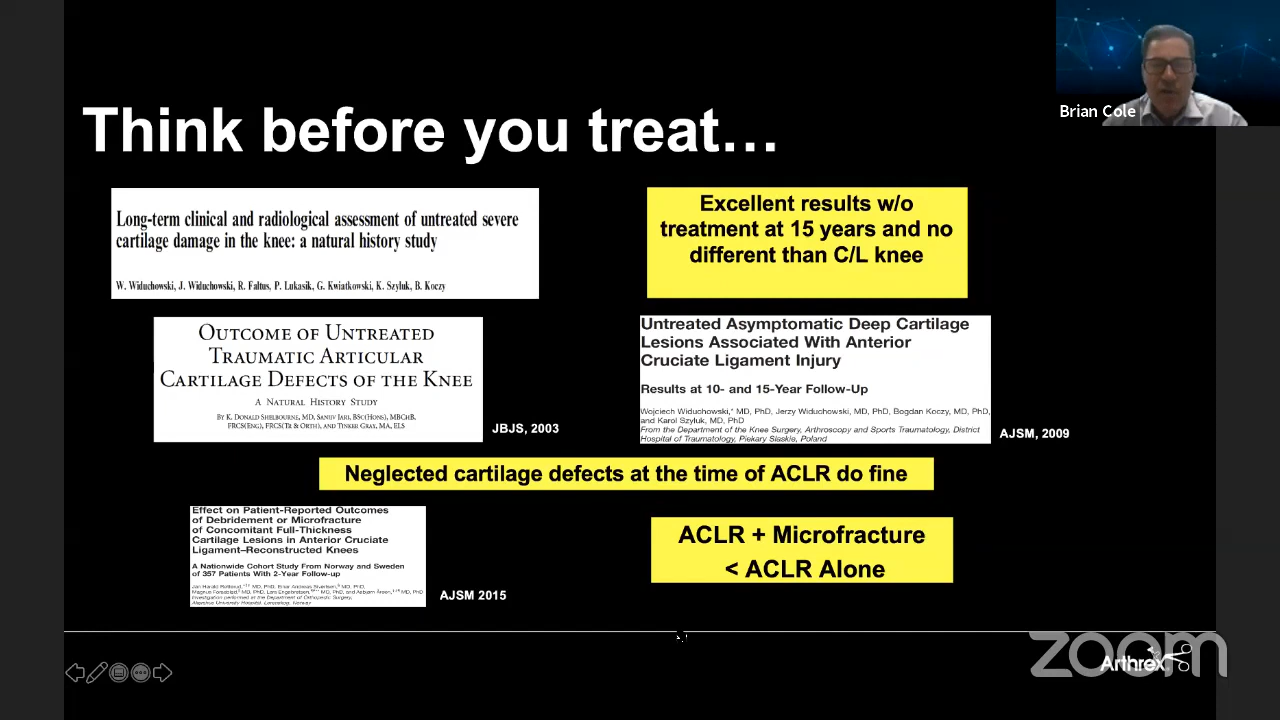 Brian Cole
Think before you treat…
Long-term clinical and radiological assessment of untreated severe
cartilage damage in the knee: a natural history study
W. Widuchowski, J. Widuchowski, R. Faltus, P. Lukasik, G. Kwiatkowski, K. Szyluk, B. Koczy
Excellent results w/o
treatment at 15 years and no
different than C/L knee
OUTCOME OF UNTREATED
TRAUMATIC ARTICULAR
CARTILAGE DEFECTS OF THE KNEE
A NATURAL HISTORY STUDY
BY K. DONALD SHELBOURNE, MD, SANJIV JARI, BSC(HONS), MBCHB,
FRCS(ENG), FRCS(TR & ORTH), AND TINKER GRAY, MA, ELS
JBJS, 2003
Untreated Asymptomatic Deep Cartilage
Lesions Associated With Anterior
Cruciate Ligament Injury
Results at 10- and 15-Year Follow-Up
Wojciech Widuchowski,* MD, PhD, Jerzy Widuchowski, MD, PhD, Bogdan Koczy, MD, PhD,
and Karol Szyluk, MD, PhD
From the Department of the Knee Surgery, Arthroscopy and Sports Traumatology, District
Hospital of Traumatology, Piekary Slaskie, Poland
AJSM, 2009
Neglected cartilage defects at the time of ACLR do fine
Effect on Patient-Reported Outcomes
of Debridement or Microfracture
of Concomitant Full-Thickness
Cartilage Lesions in Anterior Cruciate
Ligament–Reconstructed Knees
A Nationwide Cohort Study From Norway and Sweden
of 357 Patients With 2-Year Follow-up
AJSM 2015
ACLR + Microfracture
< ACLR Alone
zoom
Arthrex